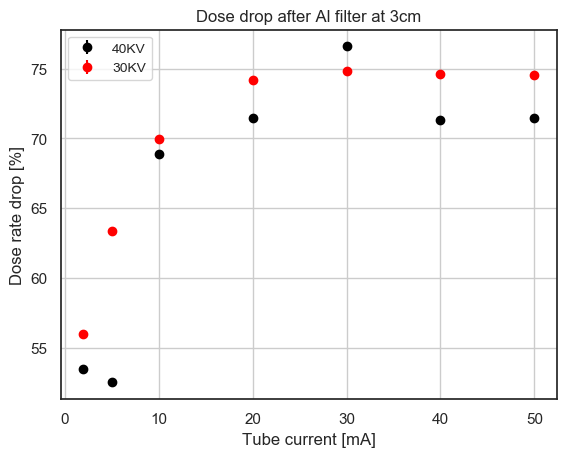 Dose drop after Al filter at 3cm
40KV
30KV
75
70
65
60
55
Dose rate drop [%]
0
10
20
30
40
50
Tube current [mA]